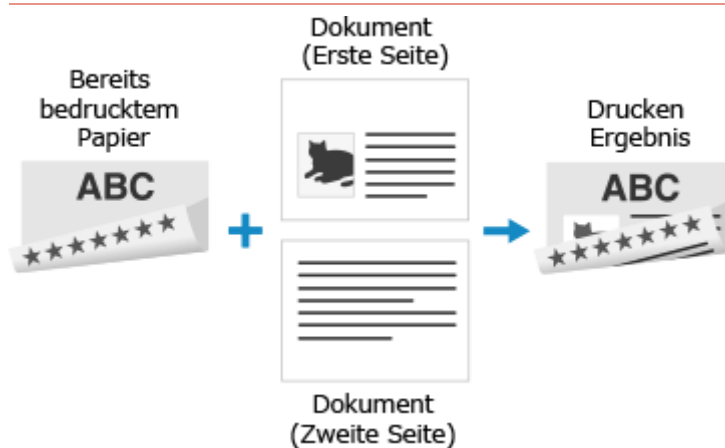 Dokument
(Erste Seite)
Bereits
bedrucktem
Papier
Drucken
Ergebnis
ABC
★★★★★★★
ABC
★★★★★★★
Dokument
(Zweite Seite)